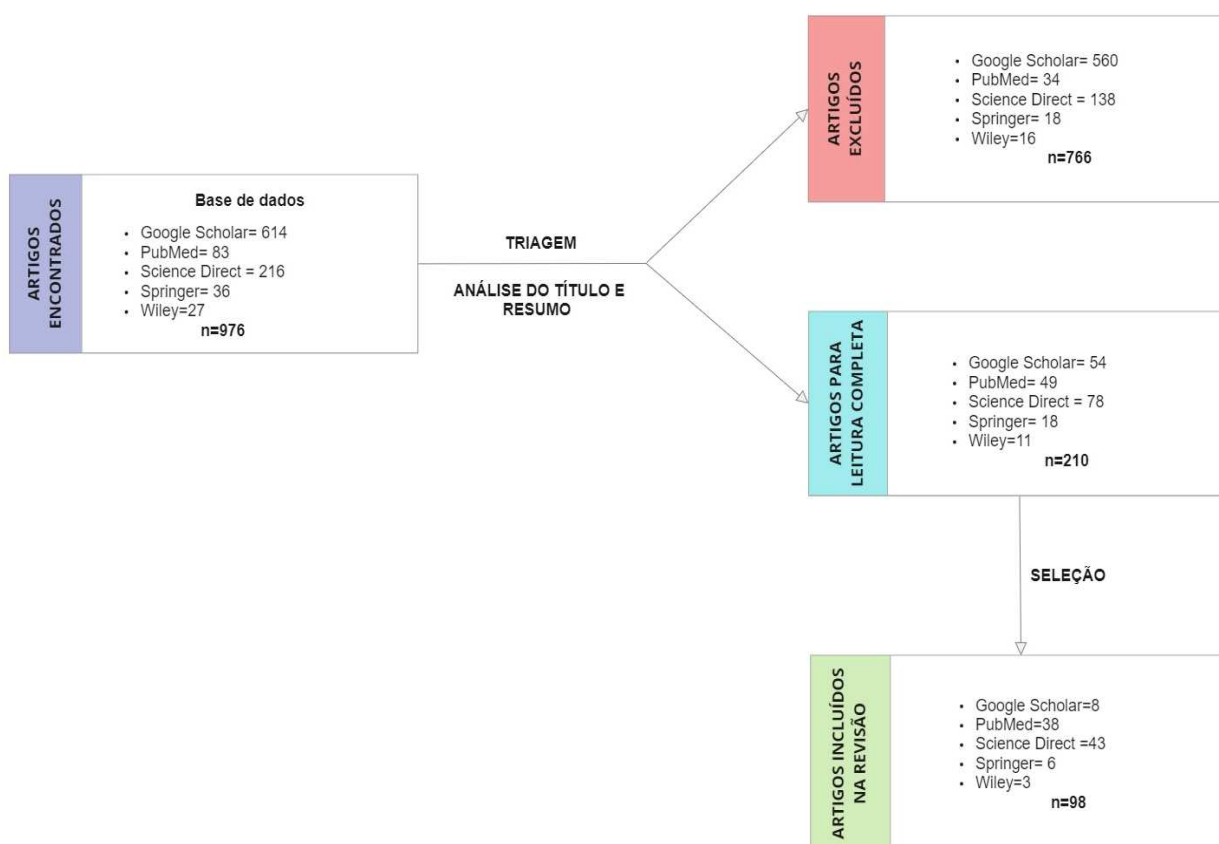 ARTIGOS
ENCONTRADOS
Base de dados
• Google Scholar= 614
• PubMed= 83
• Science Direct = 216
• Springer= 36
• Wiley=27
n=976
TRIAGEM
ANÁLISE DO TÍTULO E
RESUMO
ARTIGOS
EXCLUÍDOS
• Google Scholar= 560
• PubMed= 34
• Science Direct = 138
• Springer= 18
• Wiley=16
n=766
ARTIGOS PARA
LEITURA COMPLETA
• Google Scholar= 54
• PubMed= 49
• Science Direct = 78
• Springer= 18
• Wiley=11
n=210
SELEÇÃO
ARTIGOS INCLUÍDOS
NA REVISÃO
• Google Scholar=8
• PubMed=38
• Science Direct =43
• Springer= 6
• Wiley=3
n=98